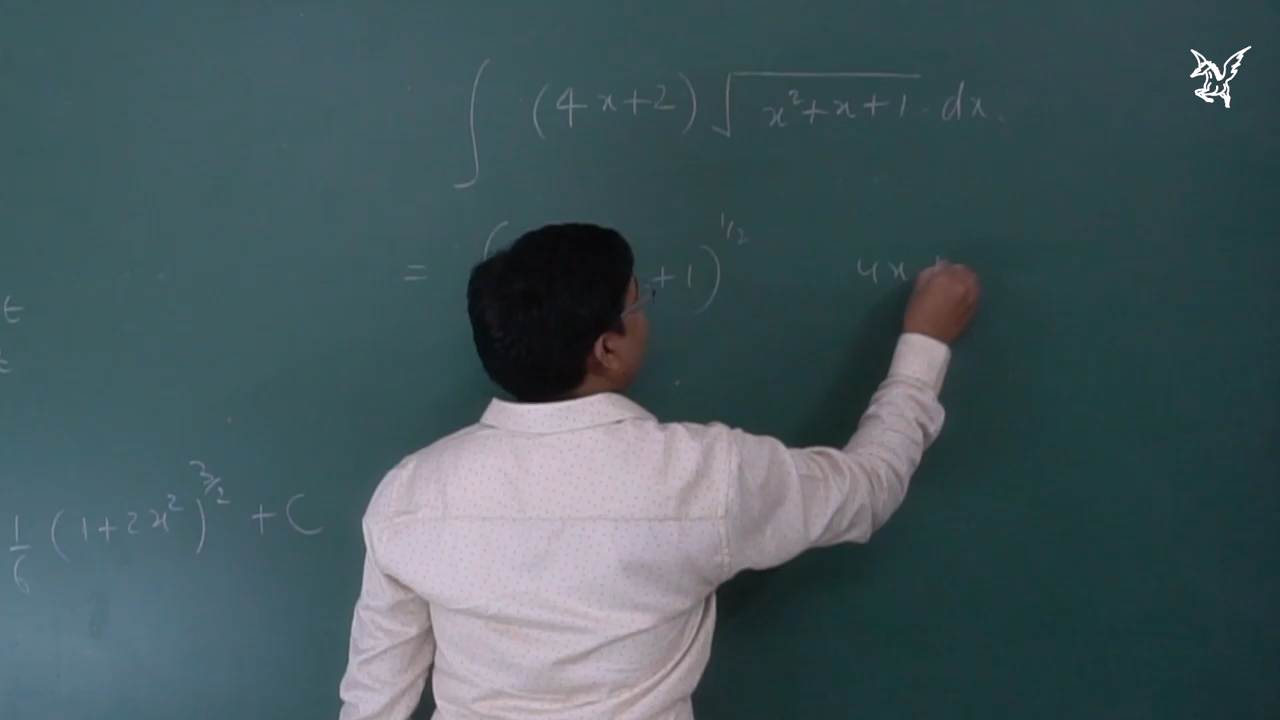 ∫ (4x+2) √(x²+x+1) . dx.
= ( +1)^{1/2} 4x +
t
t
1/6 (1+2x²)^{3/2} + C